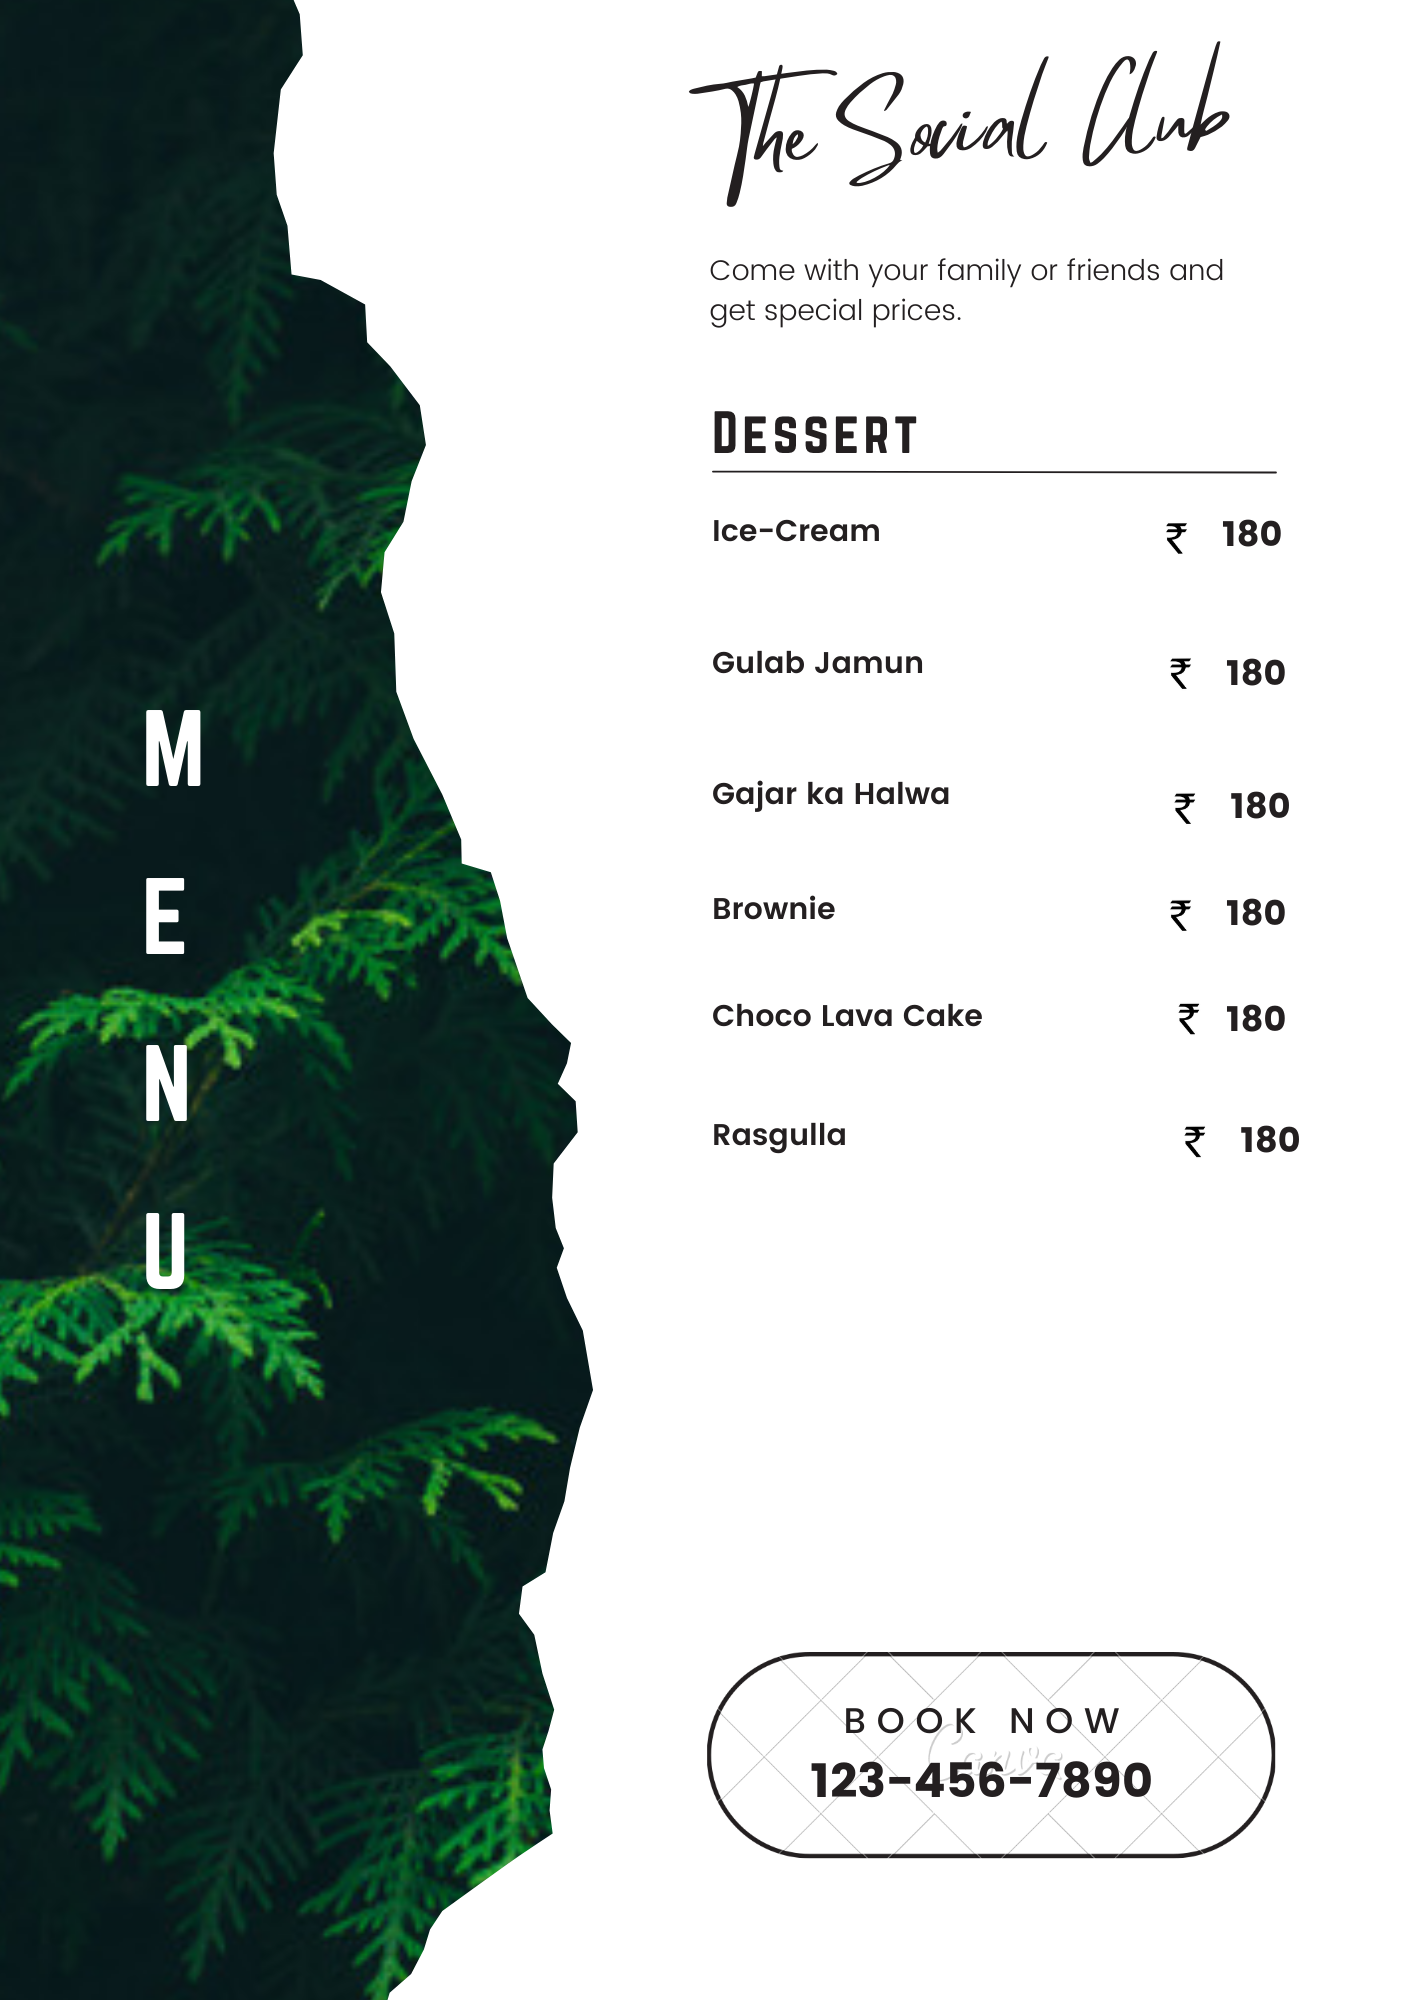 The Social Club
Come with your family or friends and
get special prices.
DESSERT
Ice-Cream ₹ 180
Gulab Jamun ₹ 180
Gajar ka Halwa ₹ 180
Brownie ₹ 180
Choco Lava Cake ₹ 180
Rasgulla ₹ 180
M
E
N
U
BOOK NOW
Canva
123-456-7890